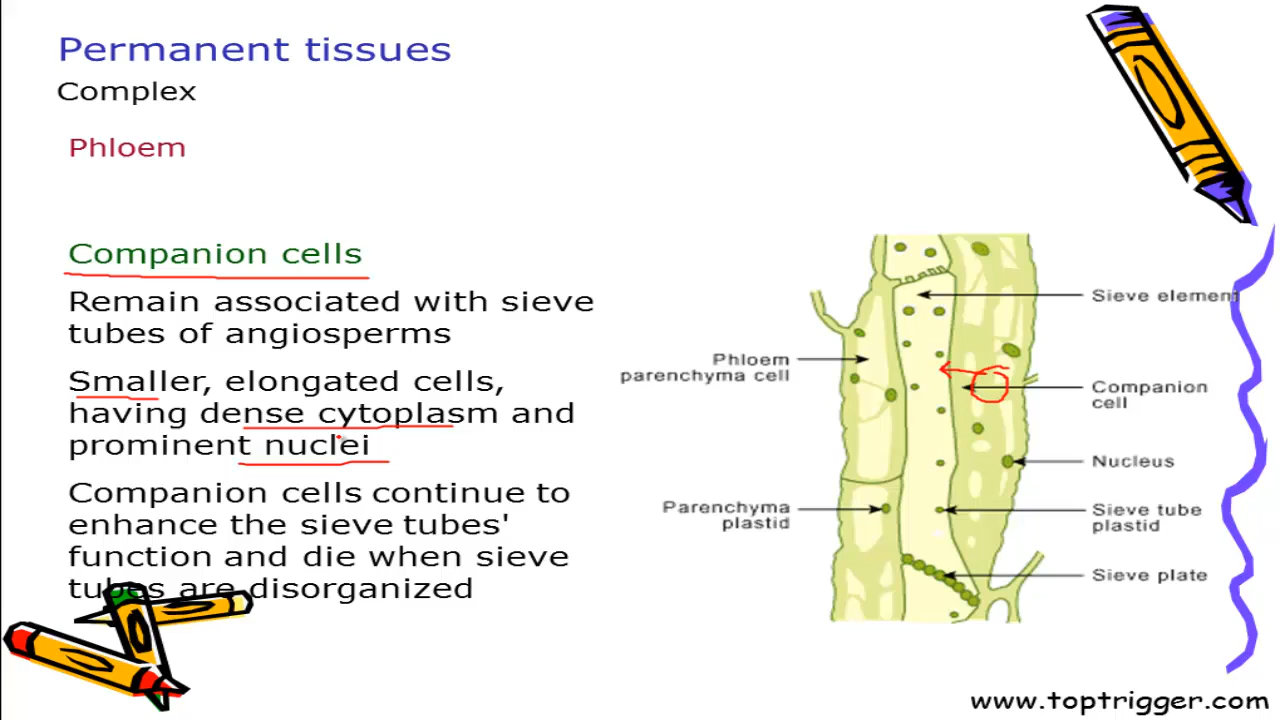 Permanent tissues
Complex
Phloem
Companion cells
Remain associated with sieve
tubes of angiosperms
Smaller, elongated cells,
having dense cytoplasm and
prominent nuclei
Companion cells continue to
enhance the sieve tubes'
function and die when sieve
tubes are disorganized
Phloem
parenchyma cell
Parenchyma
plastid
Sieve element
Companion
cell
Nucleus
Sieve tube
plastid
Sieve plate
www.toptrigger.com